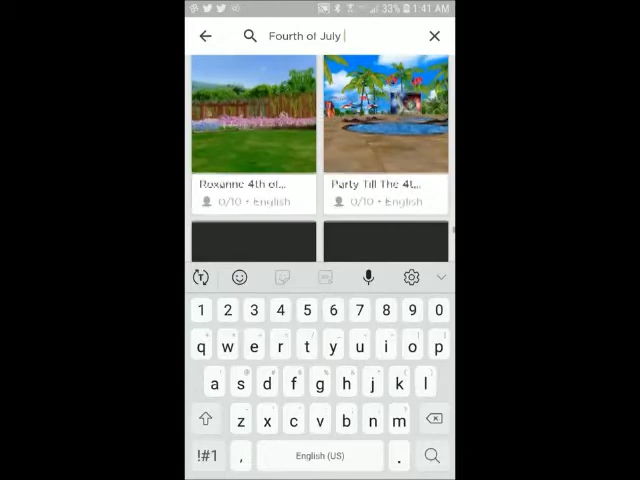 33% 1:41 AM
Fourth of July
Roxanne 4th of...
Party Till The 4t...
0/10 • English
0/10 • English
1 2 3 4 5 6 7 8 9 0
q w e r t y u i o p
a s d f g h j k l
z x c v b n m
!#1 , English (US) .